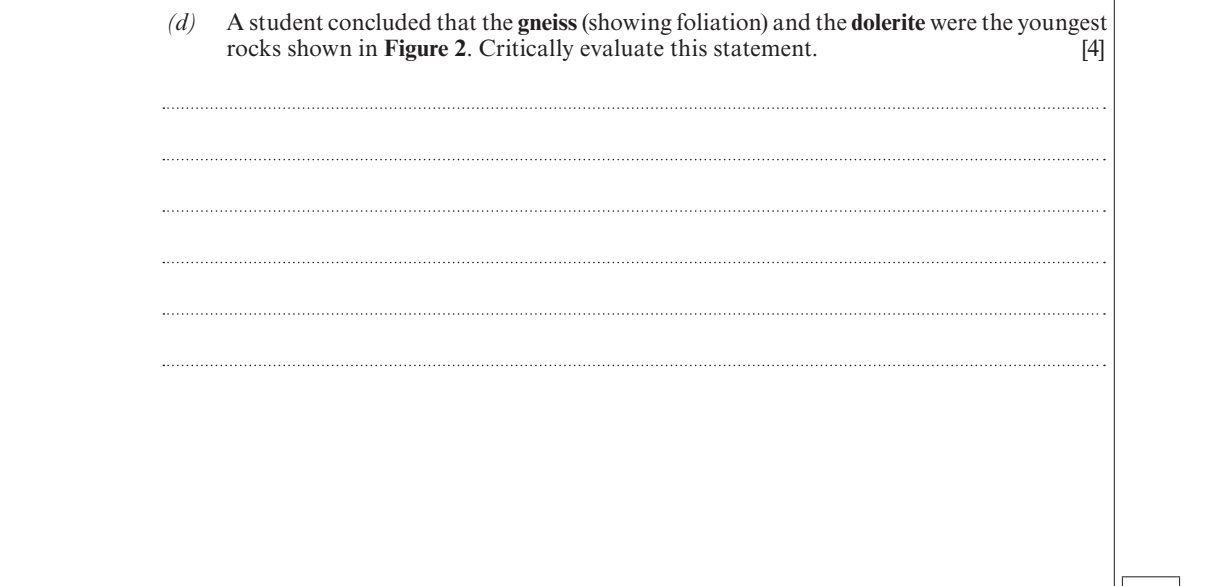 (d) A student concluded that the gneiss (showing foliation) and the dolerite were the youngest
rocks shown in Figure 2. Critically evaluate this statement. [4]